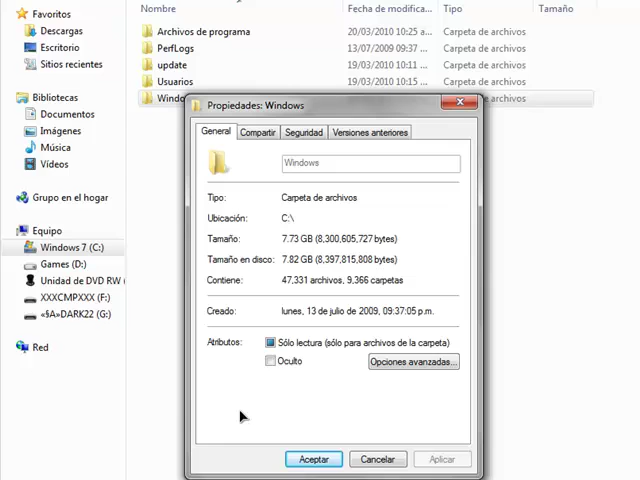 Nombre
Fecha de modifica...
Tipo
Tamaño
Favoritos
Descargas
Escritorio
Sitios recientes
Bibliotecas
Documentos
Imágenes
Música
Vídeos
Grupo en el hogar
Equipo
Windows 7 (C:)
Games (D:)
Unidad de DVD RW (
XXXCMPXXX (F:)
«§A»DARK22 (G:)
Red
Archivos de programa 20/03/2010 10:25 a... Carpeta de archivos
PerfLogs 13/07/2009 09:37 ... Carpeta de archivos
update 19/03/2010 10:11 ... Carpeta de archivos
Usuarios 19/03/2010 10:15 ... Carpeta de archivos
Windo
de archivos
Propiedades: Windows
General Compartir Seguridad Versiones anteriores
Windows
Tipo: Carpeta de archivos
Ubicación: C:\
Tamaño: 7.73 GB (8,300,605,727 bytes)
Tamaño en disco: 7.82 GB (8,397,815,808 bytes)
Contiene: 47,331 archivos, 9,366 carpetas
Creado: lunes, 13 de julio de 2009, 09:37:05 p.m.
Atributos: Sólo lectura (sólo para archivos de la carpeta)
Oculto Opciones avanzadas...
Aceptar Cancelar Aplicar